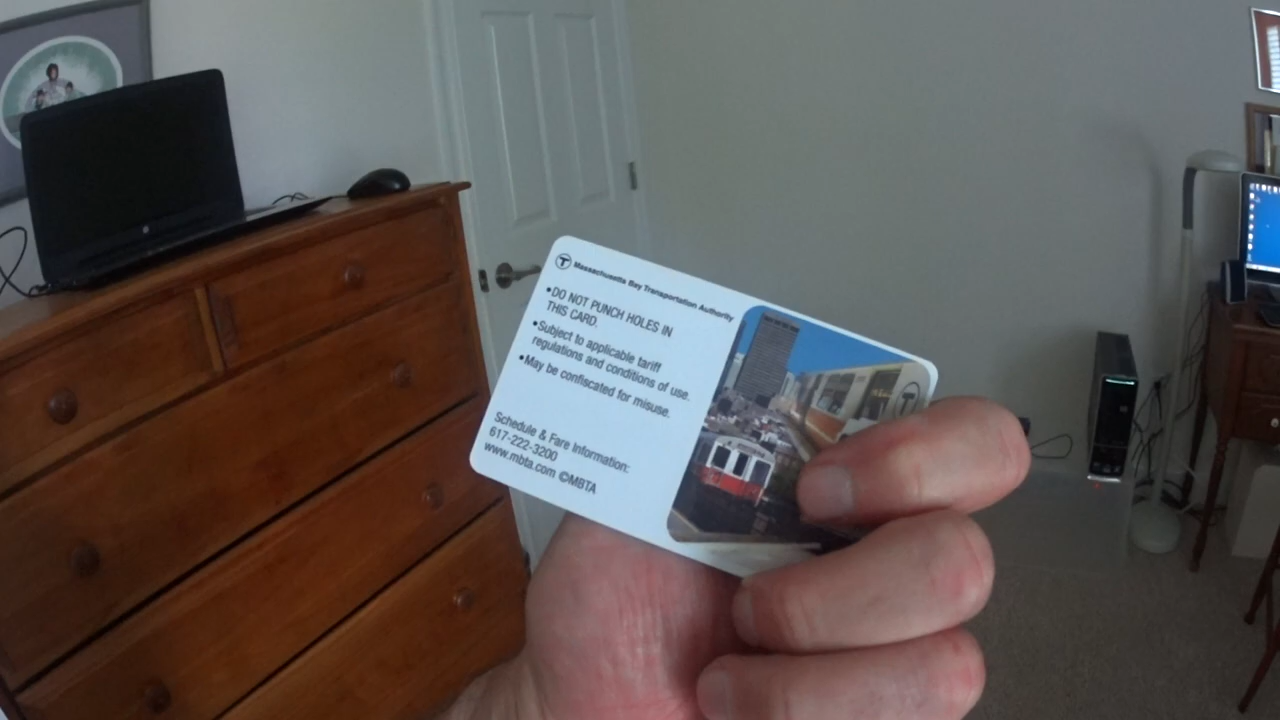 T Massachusetts Bay Transportation Authority
•DO NOT PUNCH HOLES IN
THIS CARD.
•Subject to applicable tariff
regulations and conditions of use.
•May be confiscated for misuse.
Schedule & Fare Information:
617-222-3200
www.mbta.com ©MBTA
T